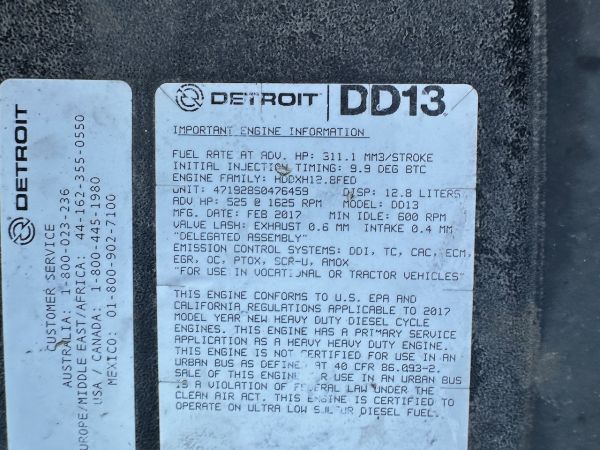 DETROIT
CUSTOMER SERVICE
AUSTRALIA: 1-800-023-236
EUROPE/MIDDLE EAST/AFRICA: 44-162-355-0550
USA / CANADA: 1-800-445-1980
MEXICO: 01-800-902-7100
DETROIT DD13
IMPORTANT ENGINE INFORMATION
FUEL RATE AT ADV. HP: 311.1 MM3/STROKE
INITIAL INJECTION TIMING: 9.9 DEG BTC
ENGINE FAMILY: HDDXH12.8FED
UNIT: 471928S0476459 DISP: 12.8 LITERS
ADV HP: 525 @ 1625 RPM MODEL: DD13
MFG. DATE: FEB 2017 MIN IDLE: 600 RPM
VALVE LASH: EXHAUST 0.6 MM INTAKE 0.4 MM
"DELEGATED ASSEMBLY"
EMISSION CONTROL SYSTEMS: DDI, TC, CAC, ECM,
EGR, OC, PTOX, SCR-U, AMOX
"FOR USE IN VOCATIONAL OR TRACTOR VEHICLES"
THIS ENGINE CONFORMS TO U.S. EPA AND
CALIFORNIA REGULATIONS APPLICABLE TO 2017
MODEL YEAR NEW HEAVY DUTY DIESEL CYCLE
ENGINES. THIS ENGINE HAS A PRIMARY SERVICE
APPLICATION AS A HEAVY HEAVY DUTY ENGINE.
THIS ENGINE IS NOT CERTIFIED FOR USE IN AN
URBAN BUS AS DEFINED AT 40 CFR 86.093-2.
SALE OF THIS ENGINE FOR USE IN AN URBAN BUS
IS A VIOLATION OF FEDERAL LAW UNDER THE
CLEAN AIR ACT. THIS ENGINE IS CERTIFIED TO
OPERATE ON ULTRA LOW SULFUR DIESEL FUEL.